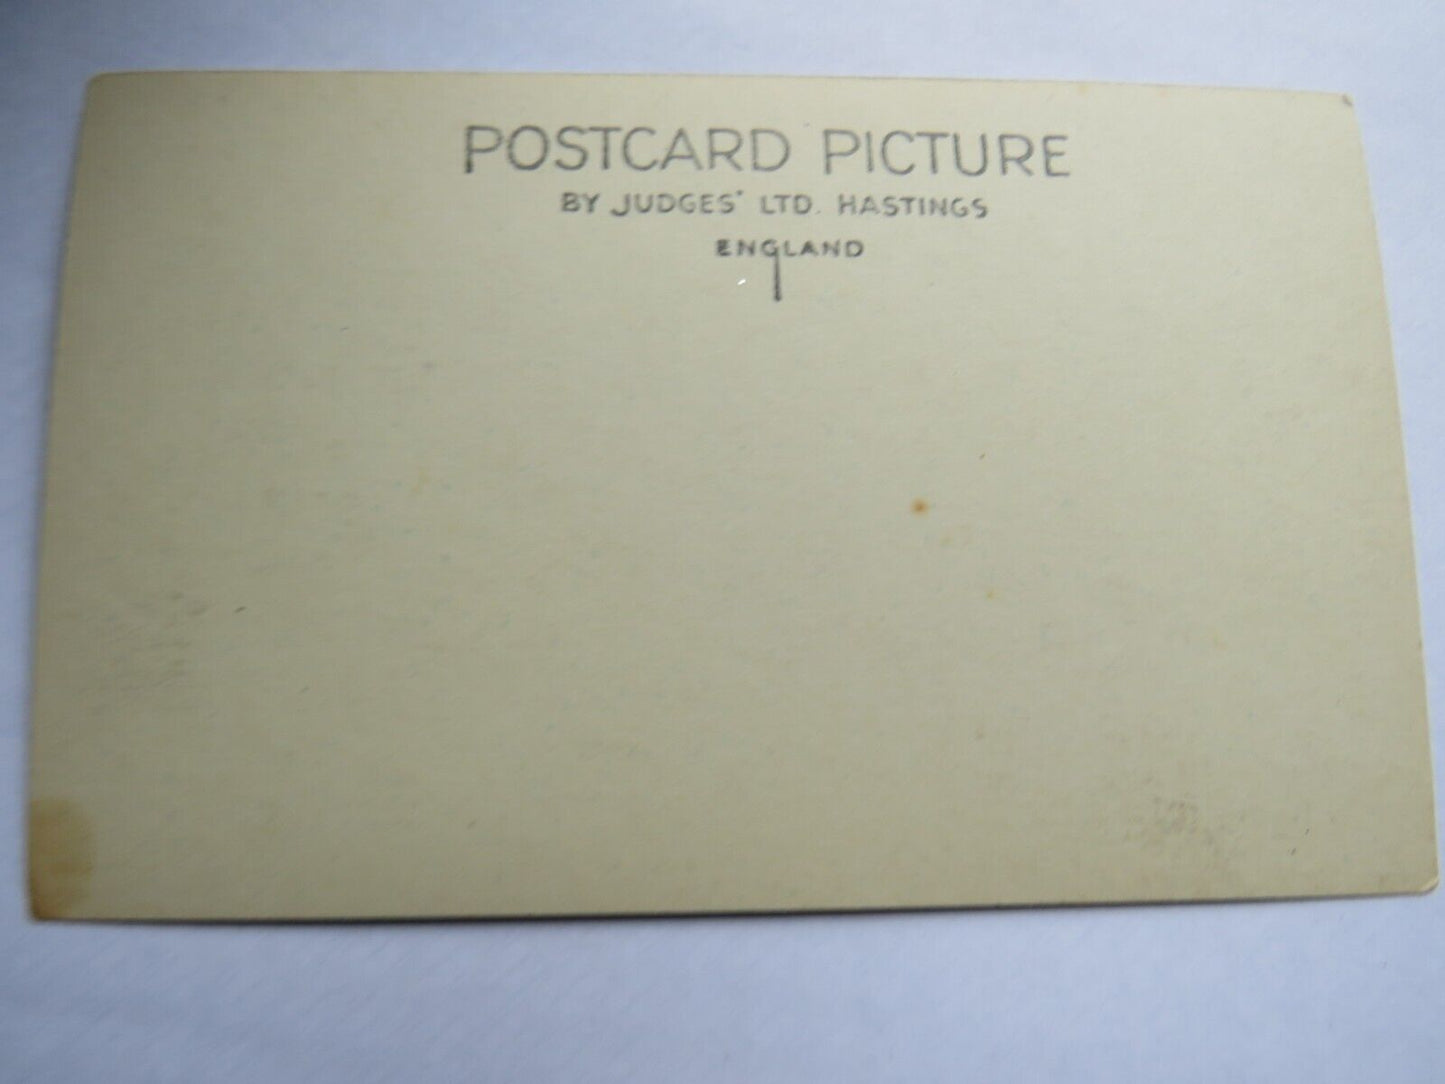 POSTCARD PICTURE
BY JUDGES' LTD. HASTINGS
ENGLAND